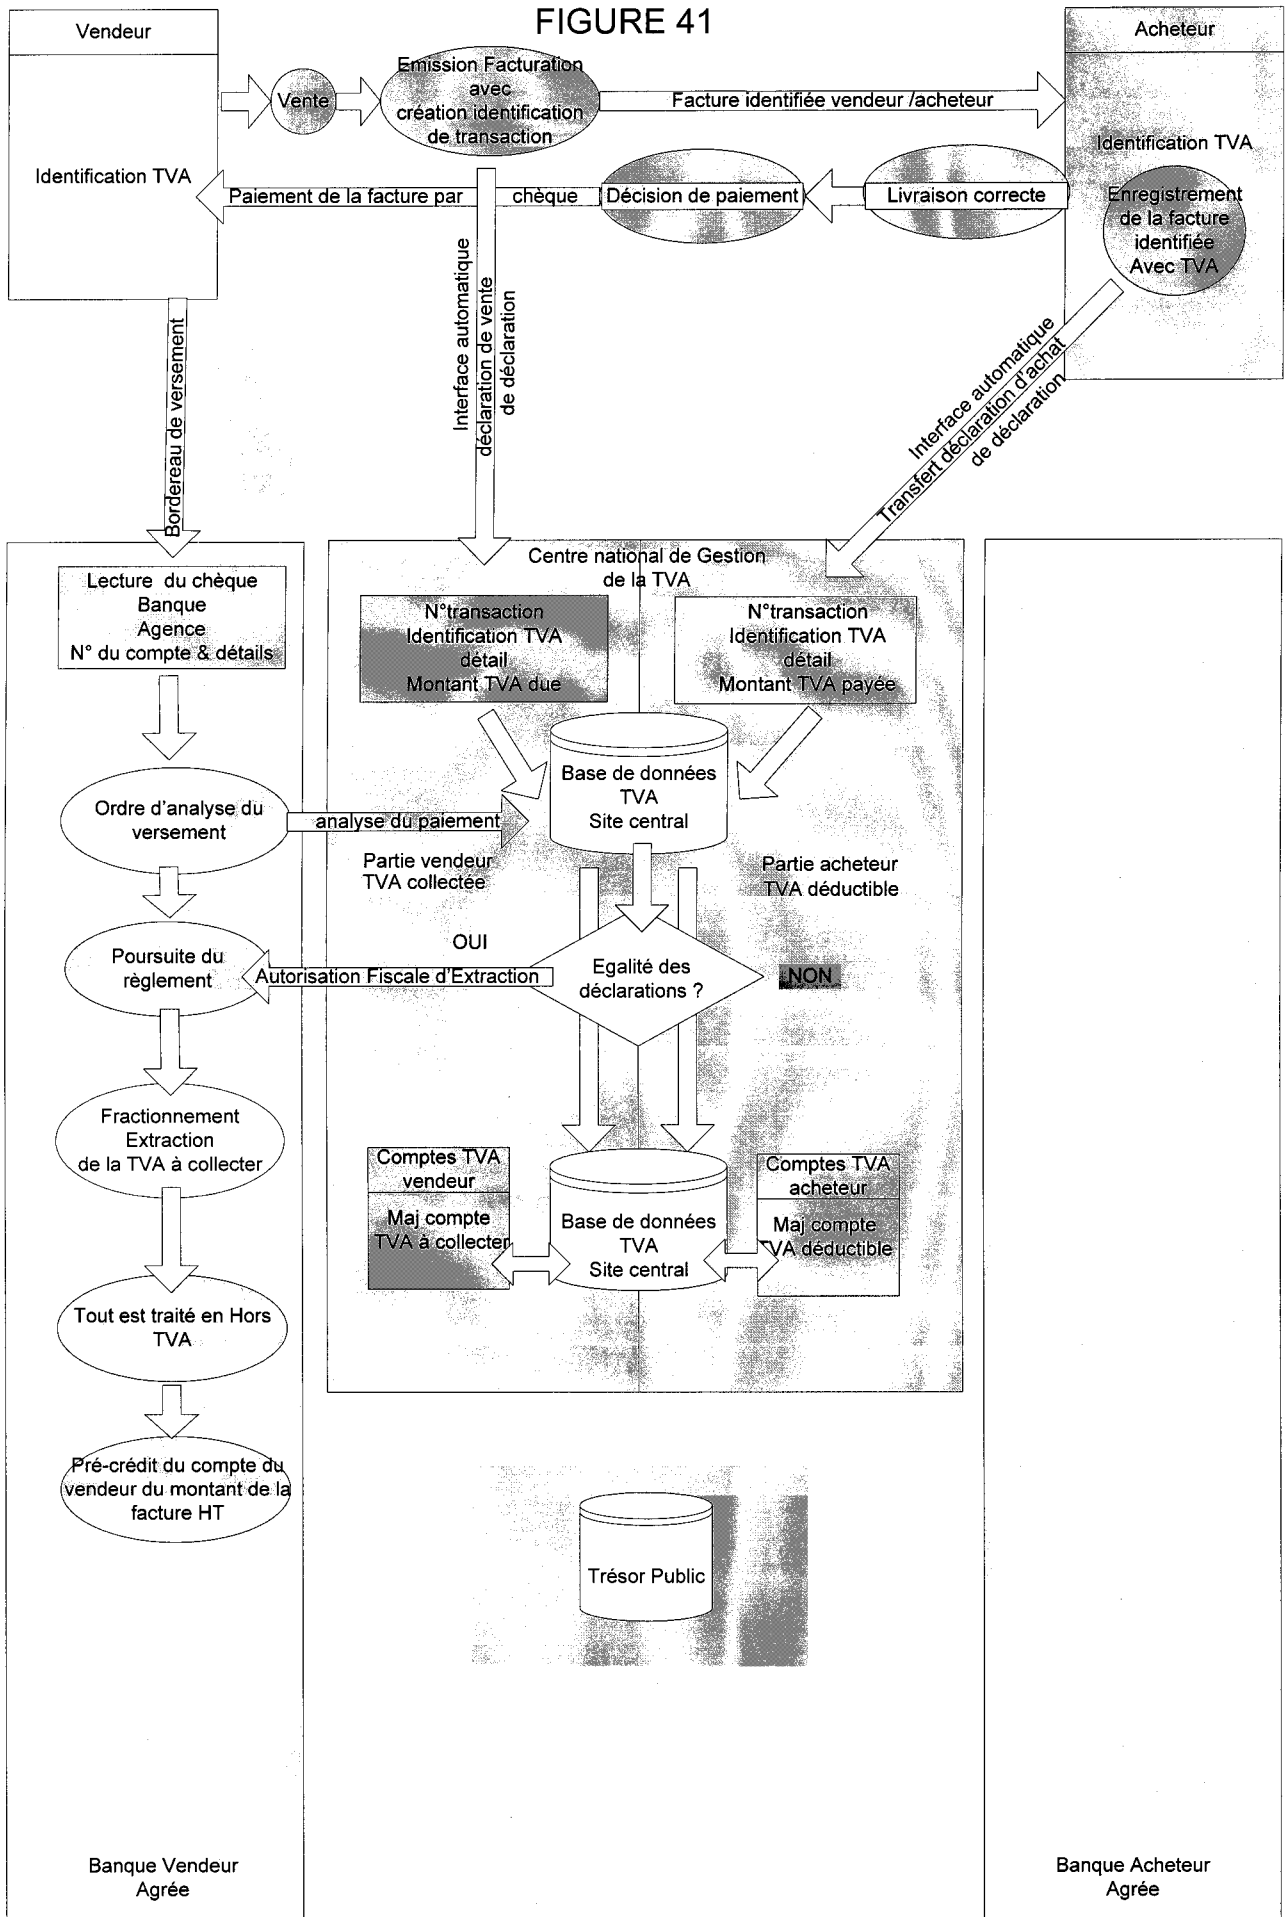 FIGURE 41
Vendeur
Identification TVA
Vente
Emission Facturation
avec
création identification
de transaction
Facture identifiée vendeur /acheteur
Acheteur
Identification TVA
Enregistrement
de la facture
identifiée
Avec TVA
Livraison correcte
Décision de paiement
Paiement de la facture par chèque
Bordereau de versement
Interface automatique
déclaration de vente
de déclaration
Interface automatique
Transfert déclaration d'achat
de déclaration
Lecture du chèque
Banque
Agence
N° du compte & détails
Ordre d'analyse du
versement
analyse du paiement
Poursuite du
règlement
Autorisation Fiscale d'Extraction
Fractionnement
Extraction
de la TVA à collecter
Tout est traité en Hors
TVA
Pré-crédit du compte du
vendeur du montant de la
facture HT
Banque Vendeur
Agrée
Centre national de Gestion
de la TVA
N°transaction
Identification TVA
détail
Montant TVA due
N°transaction
Identification TVA
détail
Montant TVA payée
Base de données
TVA
Site central
Partie vendeur
TVA collectée
Partie acheteur
TVA déductible
OUI
Egalité des
déclarations ?
NON
Comptes TVA
vendeur
Maj compte
TVA à collecter
Base de données
TVA
Site central
Comptes TVA
acheteur
Maj compte
TVA déductible
Trésor Public
Banque Acheteur
Agrée